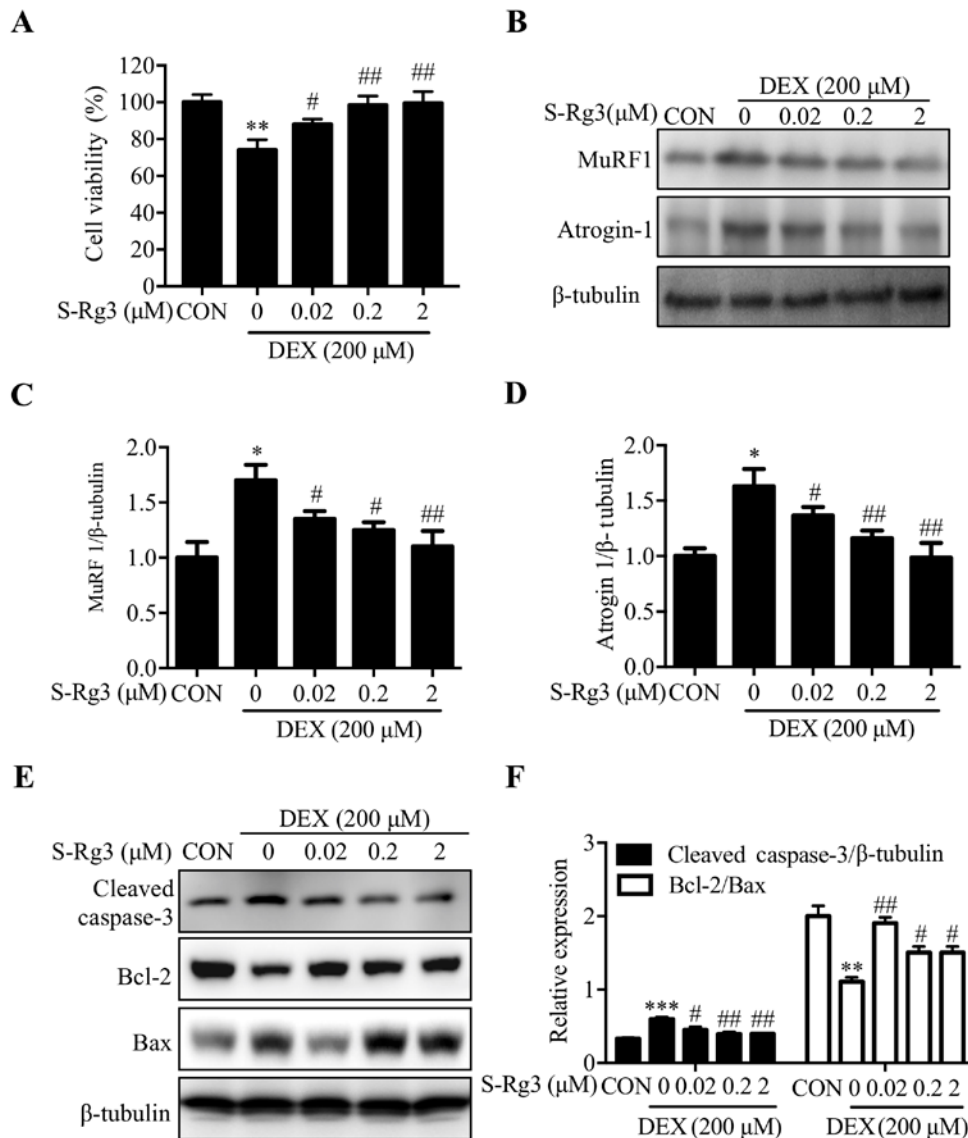 A
Cell viability (%)
120
100
80
60
40
20
0
**
#
##
##
S-Rg3 (μM) CON 0 0.02 0.2 2
DEX (200 μM)
B
DEX (200 μM)
S-Rg3(μM) CON 0 0.02 0.2 2
MuRF1
Atrogin-1
β-tubulin
C
MuRF 1/β-tubulin
2.0
1.5
1.0
0.5
0.0
*
#
#
##
S-Rg3 (μM) CON 0 0.02 0.2 2
DEX (200 μM)
D
Atrogin 1/β- tubulin
2.0
1.5
1.0
0.5
0.0
*
#
##
##
S-Rg3 (μM) CON 0 0.02 0.2 2
DEX (200 μM)
E
DEX (200 μM)
S-Rg3 (μM) CON 0 0.02 0.2 2
Cleaved
caspase-3
Bcl-2
Bax
β-tubulin
F
Relative expression
3
2
1
0
Cleaved caspase-3/β-tubulin
Bcl-2/Bax
***
#
##
##
**
##
#
#
S-Rg3 (μM) CON 0 0.02 0.2 2 CON 0 0.02 0.2 2
DEX (200 μM) DEX (200 μM)